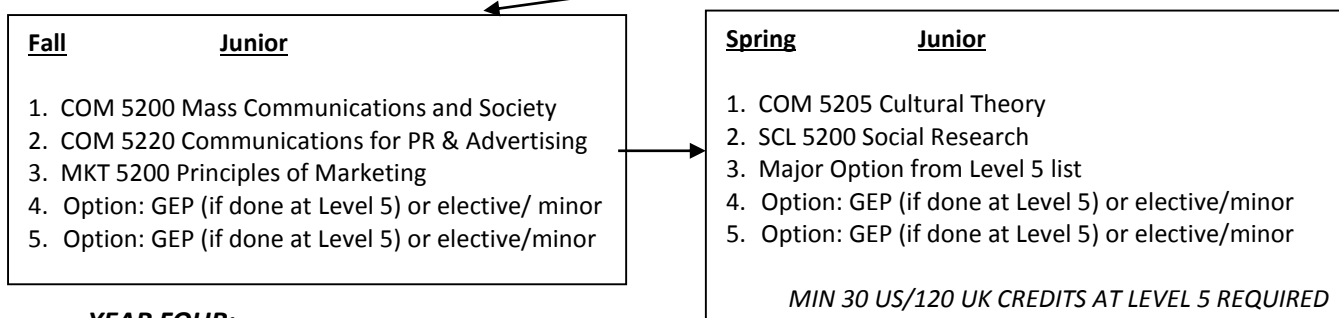 Fall Junior
1. COM 5200 Mass Communications and Society
2. COM 5220 Communications for PR & Advertising
3. MKT 5200 Principles of Marketing
4. Option: GEP (if done at Level 5) or elective/ minor
5. Option: GEP (if done at Level 5) or elective/minor
Spring Junior
1. COM 5205 Cultural Theory
2. SCL 5200 Social Research
3. Major Option from Level 5 list
4. Option: GEP (if done at Level 5) or elective/minor
5. Option: GEP (if done at Level 5) or elective/minor
MIN 30 US/120 UK CREDITS AT LEVEL 5 REQUIRED
YEAR FOUR: